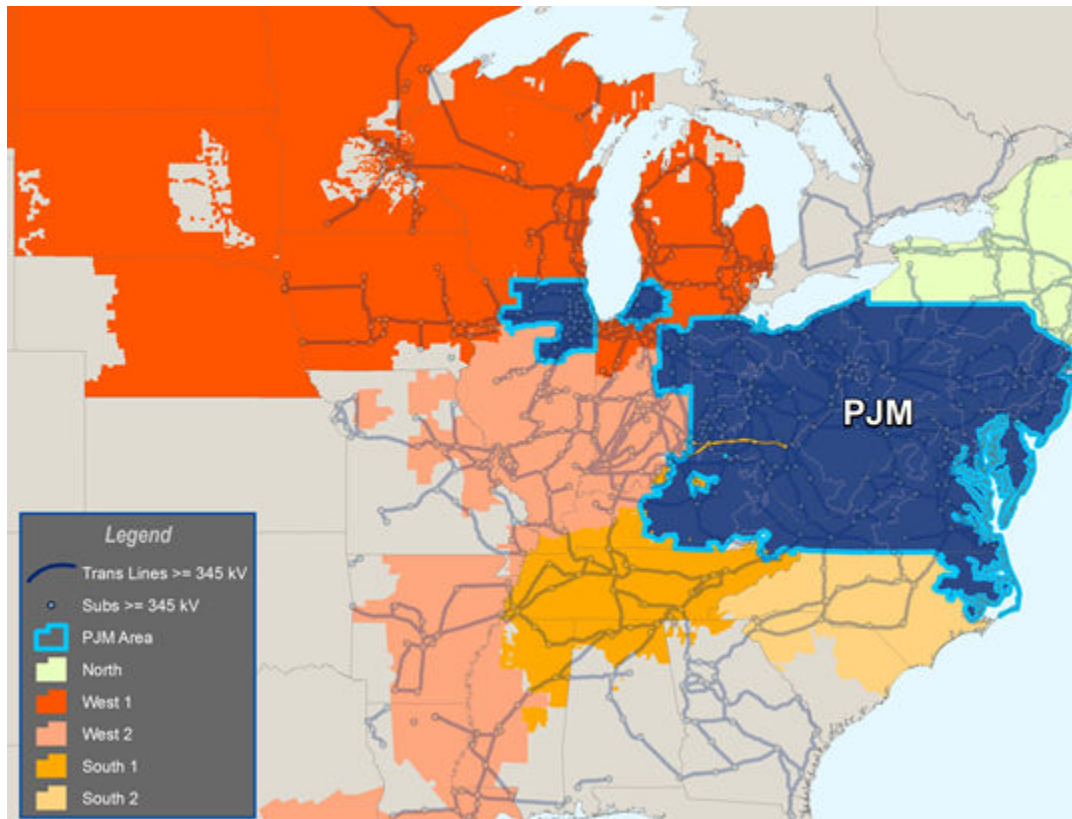 PJM
Legend
Trans Lines >= 345 kV
Subs >= 345 kV
PJM Area
North
West 1
West 2
South 1
South 2